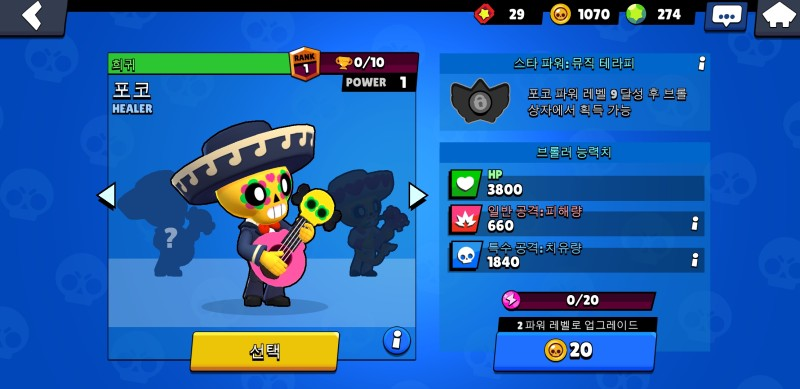 29
1070
274
희귀
RANK
1
0/10
POWER 1
포코
HEALER
?
선택
스타 파워: 뮤직 테라피
포코 파워 레벨 9 달성 후 브롤
상자에서 획득 가능
브롤러 능력치
HP
3800
일반 공격: 피해량
660
특수 공격: 치유량
1840
0/20
2 파워 레벨로 업그레이드
20